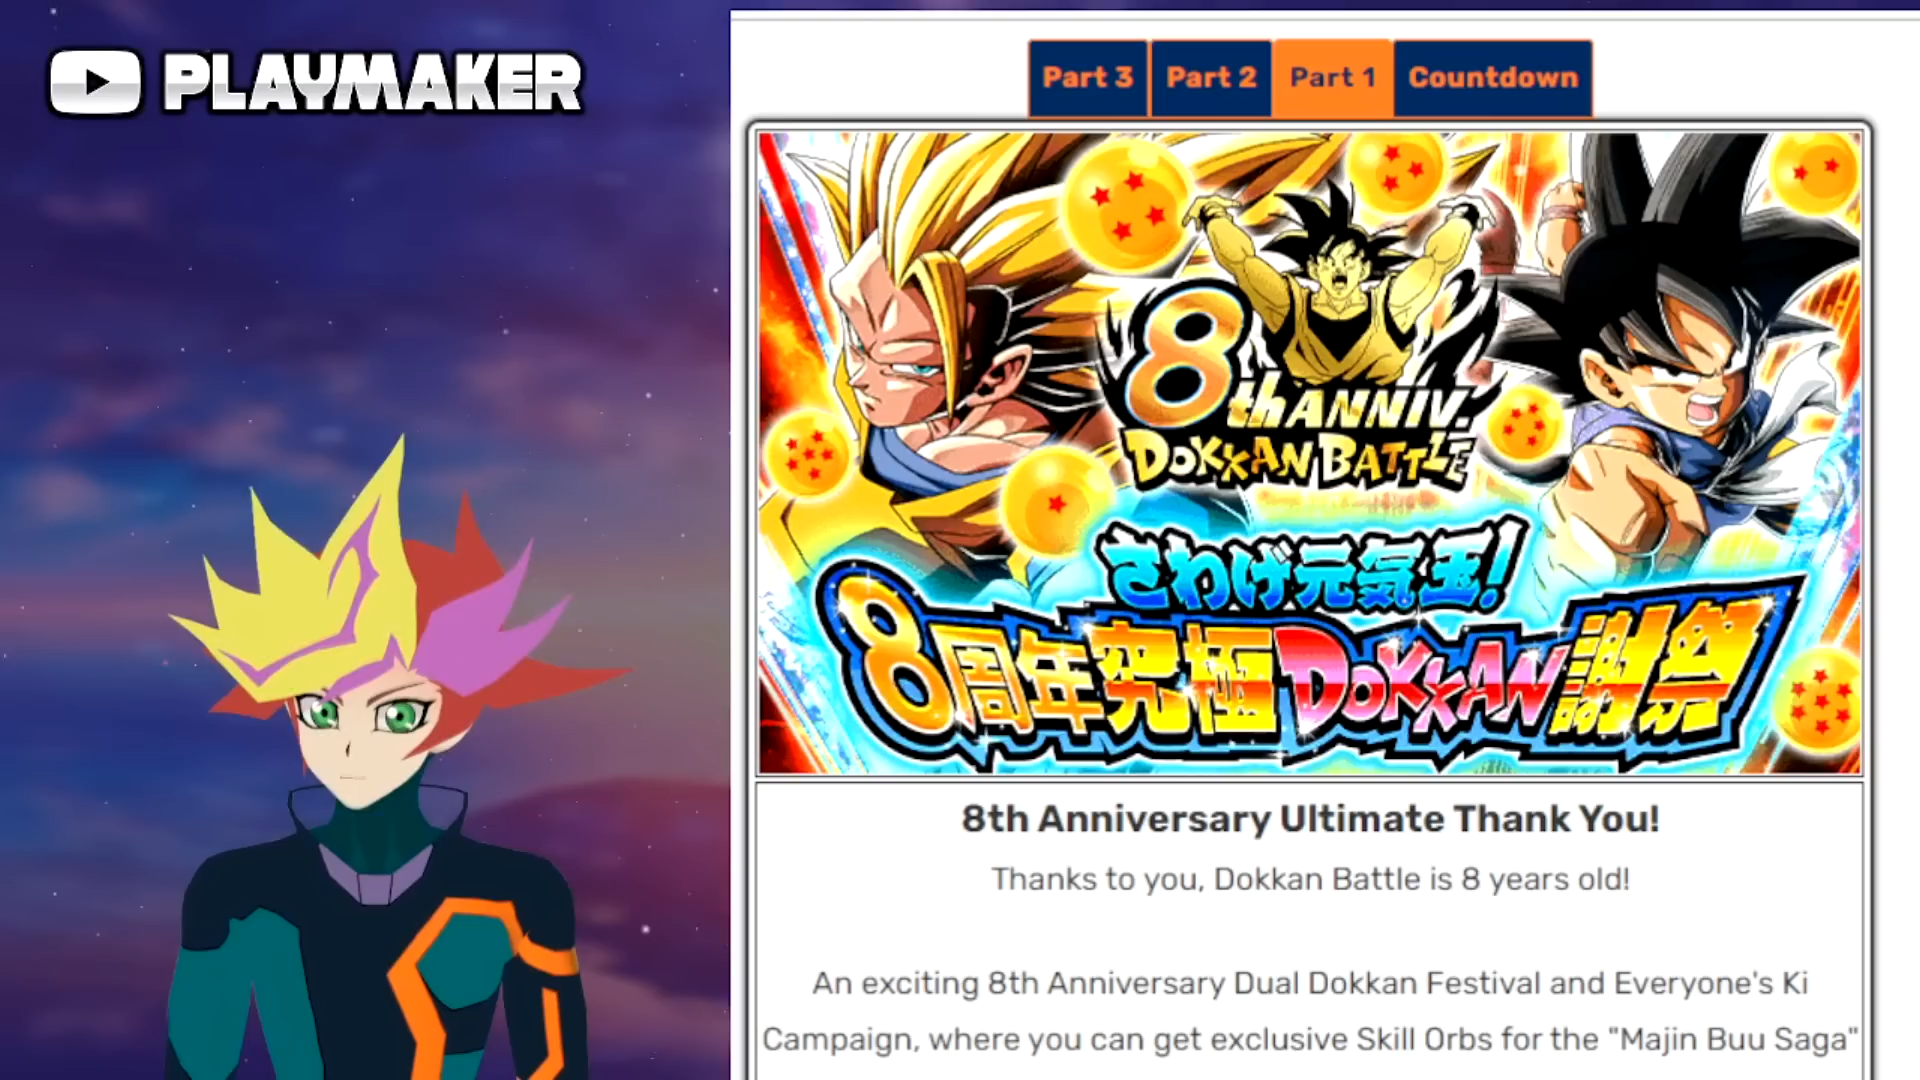 PLAYMAKER
Part 3 Part 2 Part 1 Countdown
8th ANNIV.
DOKKAN BATTLE
さわげ元気玉!
8周年究極DOKKAN謝祭
8th Anniversary Ultimate Thank You!
Thanks to you, Dokkan Battle is 8 years old!
An exciting 8th Anniversary Dual Dokkan Festival and Everyone's Ki
Campaign, where you can get exclusive Skill Orbs for the "Majin Buu Saga"